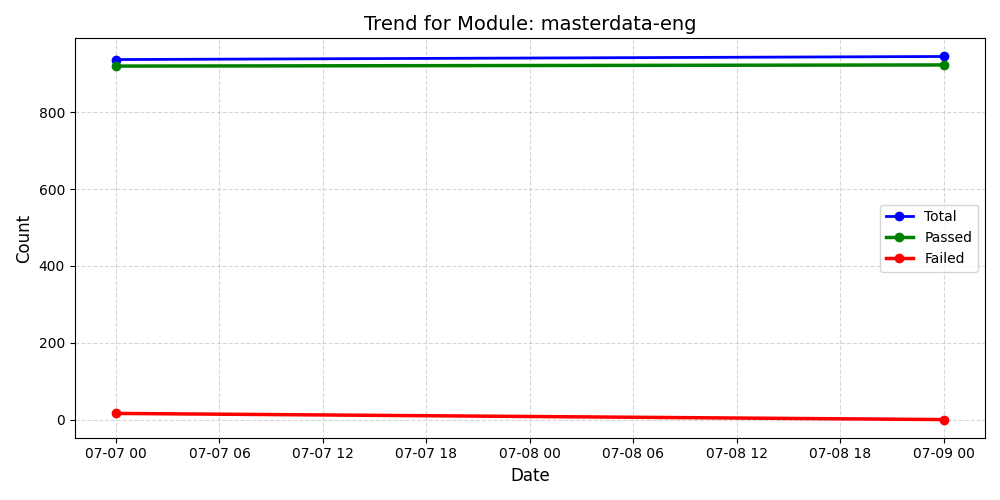 Trend for Module: masterdata-eng
Count
800
600
400
200
0
Total
Passed
Failed
07-07 00 07-07 06 07-07 12 07-07 18 07-08 00 07-08 06 07-08 12 07-08 18 07-09 00
Date